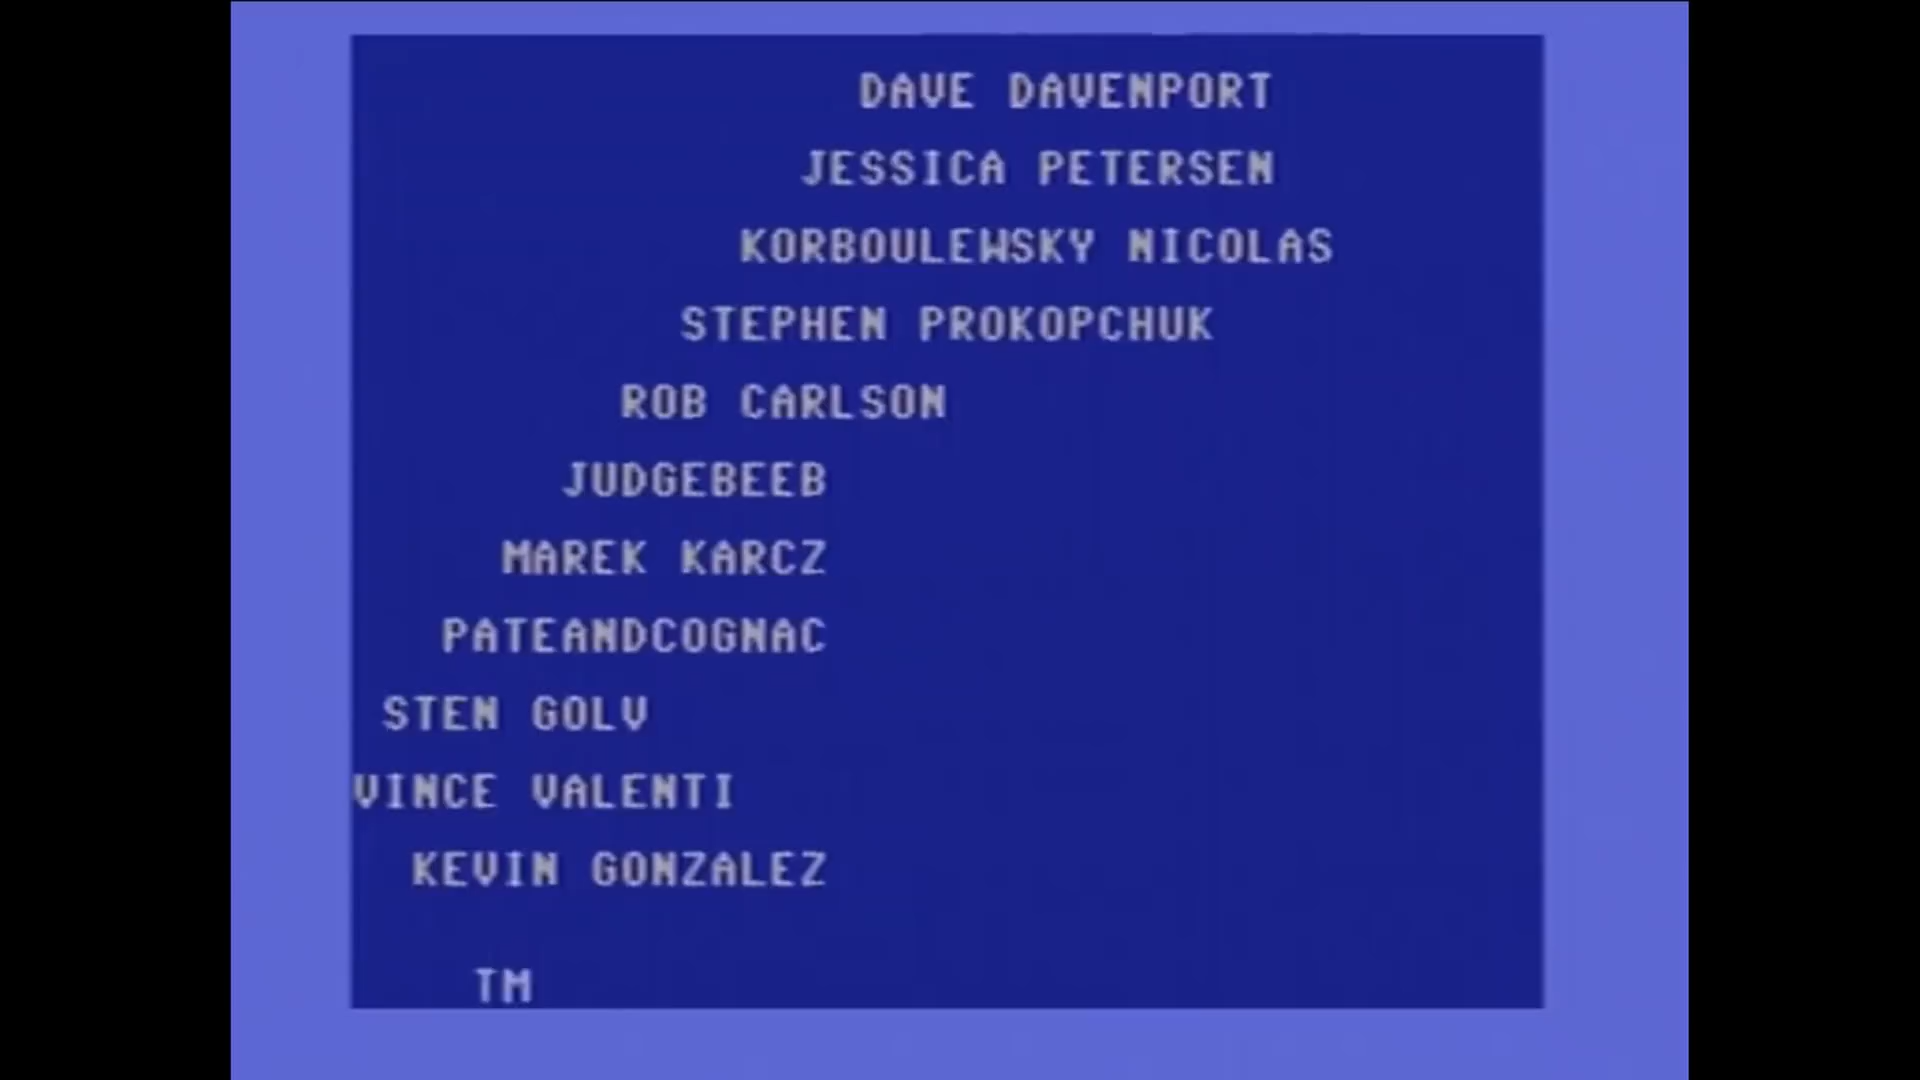 DAVE DAVENPORT
JESSICA PETERSEN
KORBOULEWSKY NICOLAS
STEPHEN PROKOPCHUK
ROB CARLSON
JUDGEBEEB
MAREK KARCZ
PATEANDCOGNAC
STEN GOLV
VINCE VALENTI
KEVIN GONZALEZ
TM